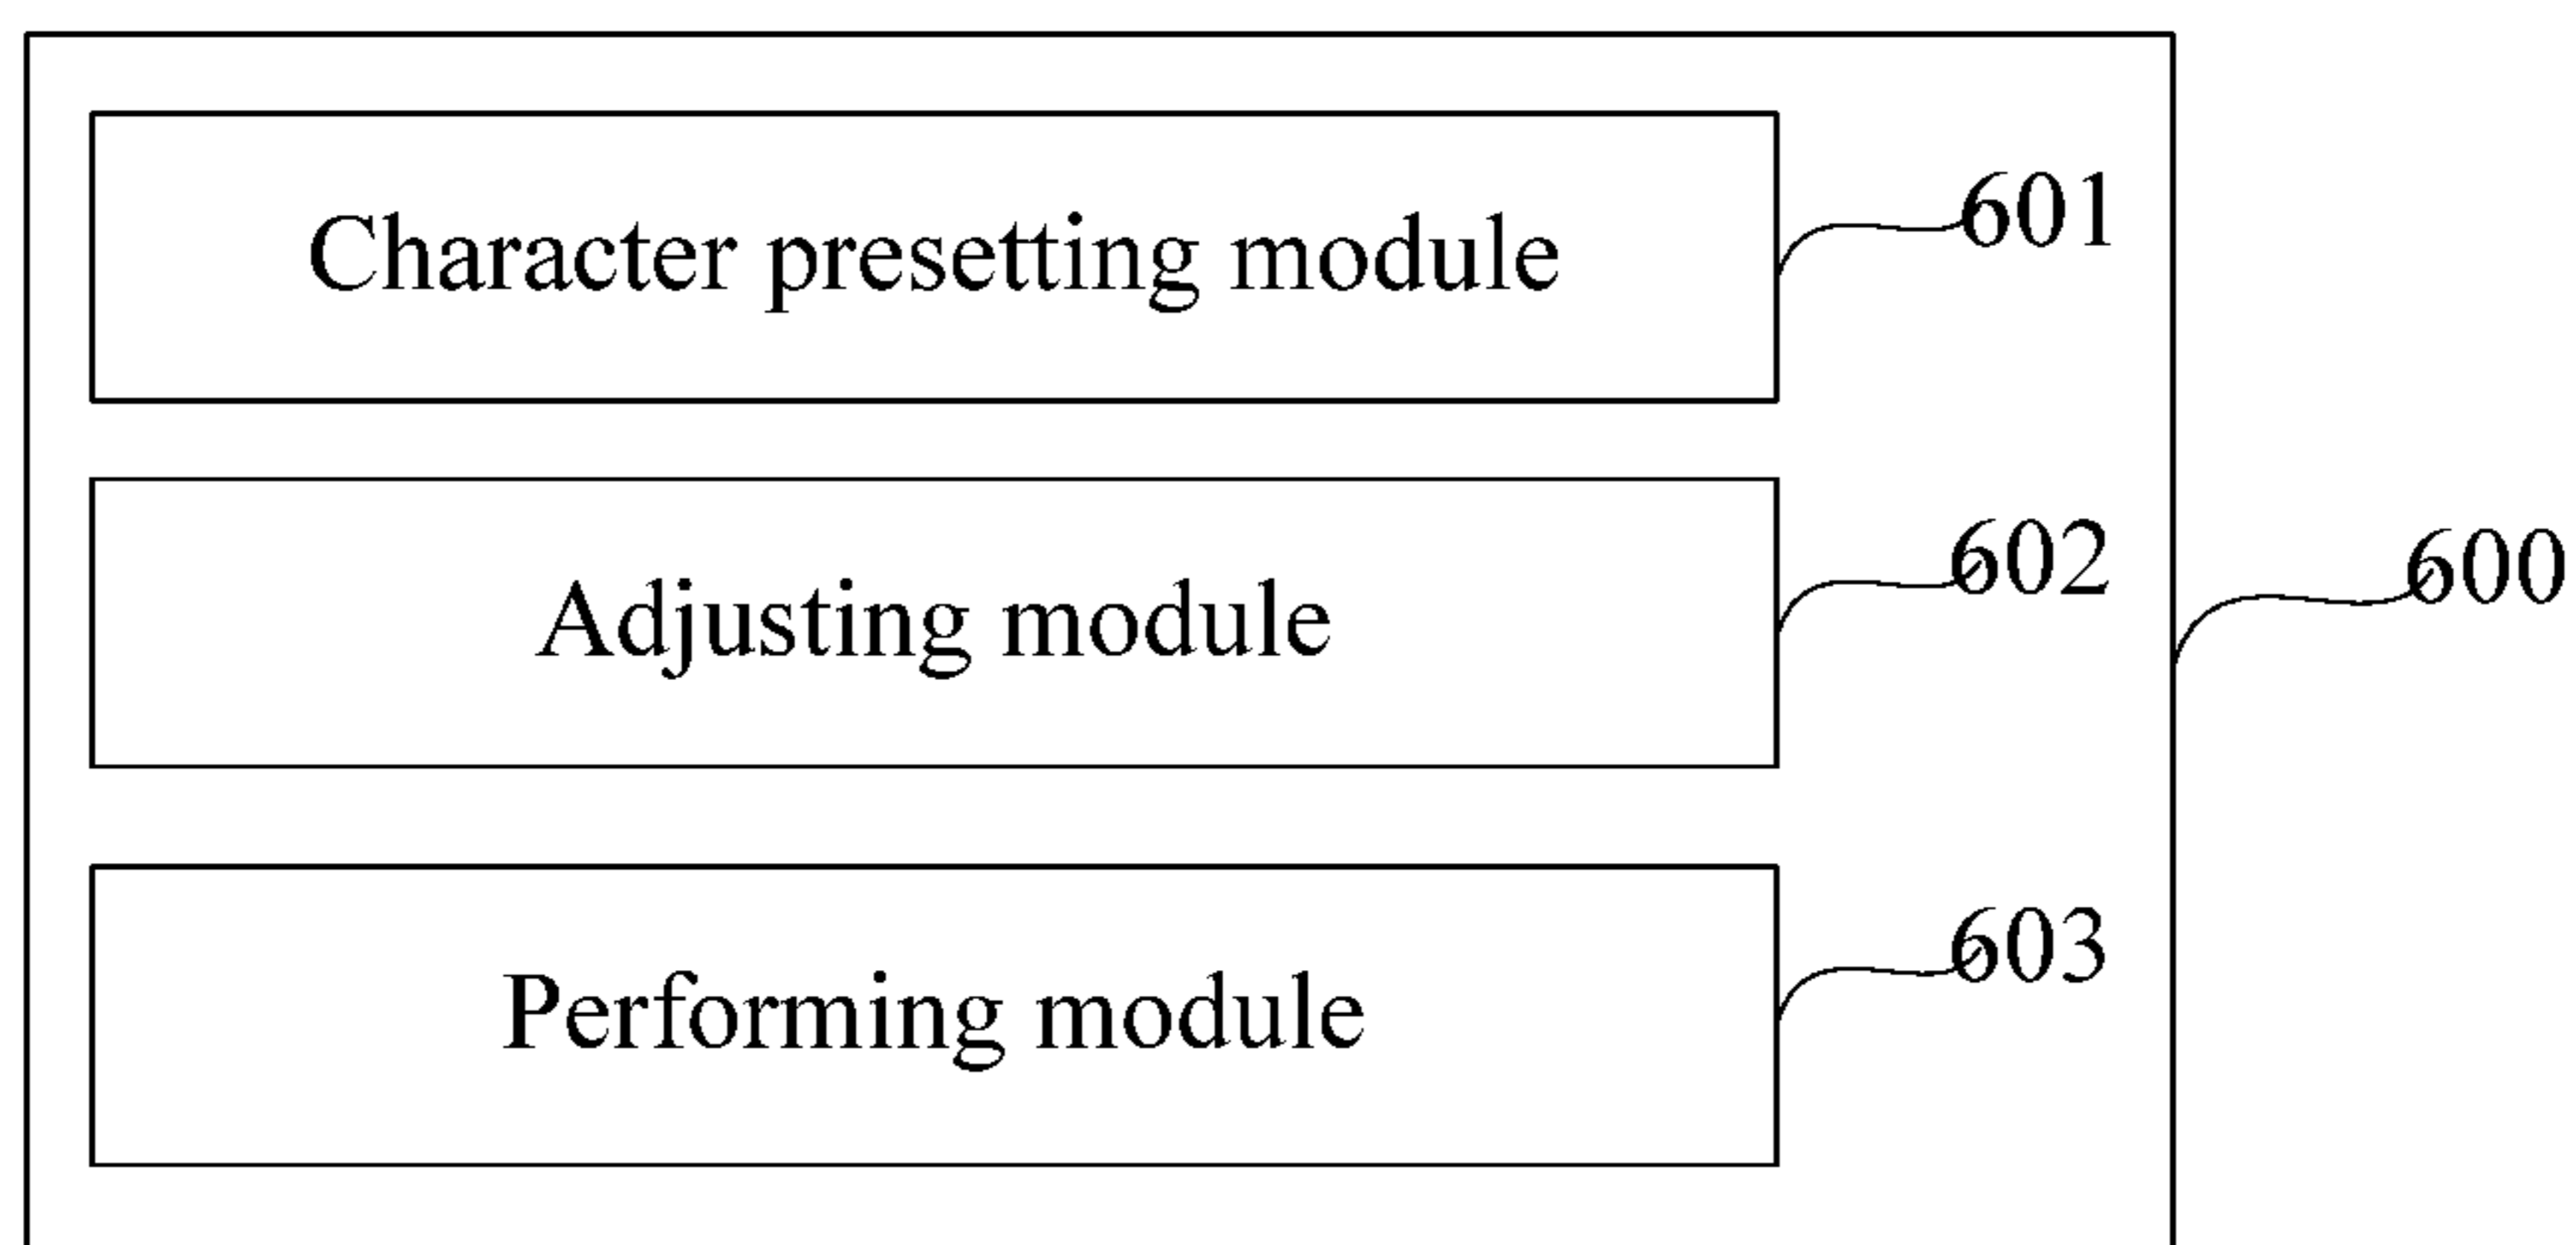 Character presetting module
601
Adjusting module
602
600
Performing module
603